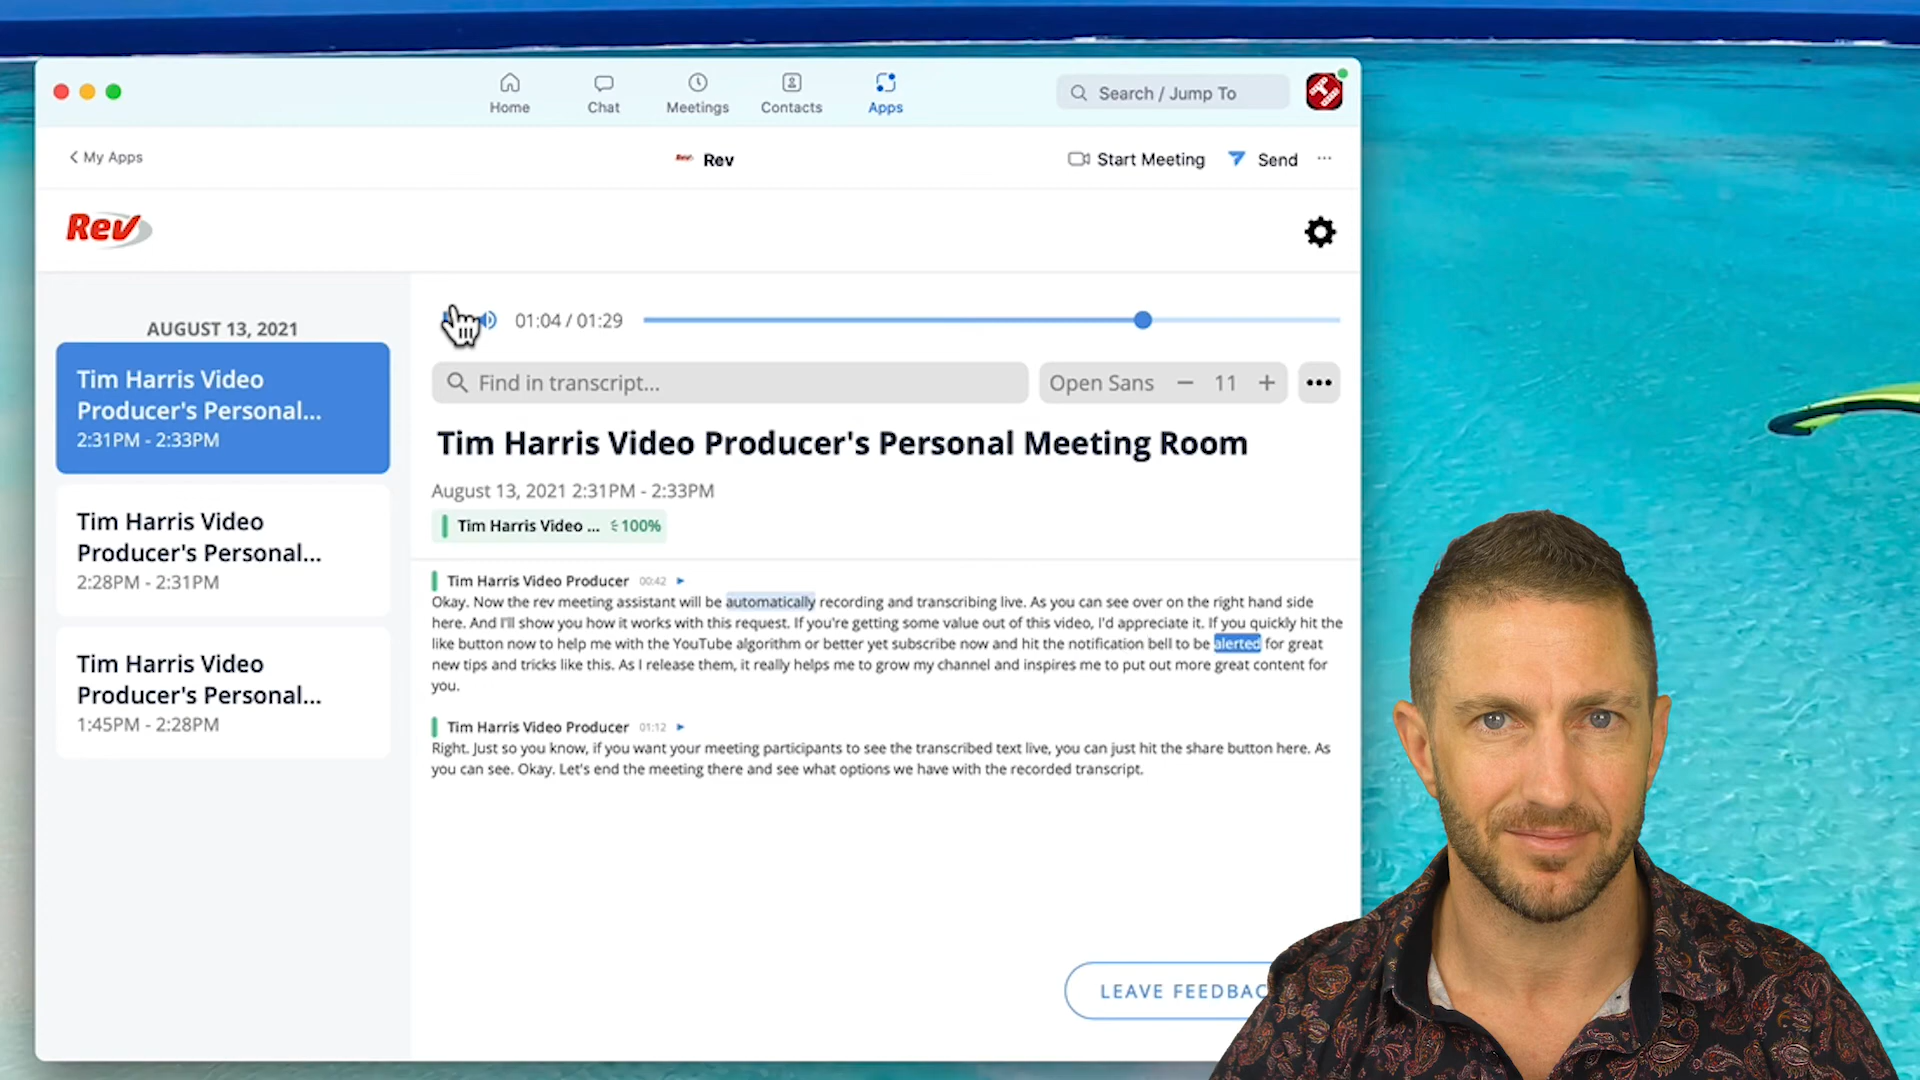 Home
Chat
Meetings
Contacts
Apps
Search / Jump To
My Apps
Rev
Rev
Start Meeting
Send
Rev
AUGUST 13, 2021
Tim Harris Video
Producer's Personal...
2:31PM - 2:33PM
Tim Harris Video
Producer's Personal...
2:28PM - 2:31PM
Tim Harris Video
Producer's Personal...
1:45PM - 2:28PM
01:04 / 01:29
Find in transcript...
Open Sans
11
Tim Harris Video Producer's Personal Meeting Room
August 13, 2021 2:31PM - 2:33PM
Tim Harris Video ... 100%
Tim Harris Video Producer 00:42
Okay. Now the rev meeting assistant will be automatically recording and transcribing live. As you can see over on the right hand side
here. And I'll show you how it works with this request. If you're getting some value out of this video, I'd appreciate it. If you quickly hit the
like button now to help me with the YouTube algorithm or better yet subscribe now and hit the notification bell to be alerted for great
new tips and tricks like this. As I release them, it really helps me to grow my channel and inspires me to put out more great content for
you.
Tim Harris Video Producer 01:12
Right. Just so you know, if you want your meeting participants to see the transcribed text live, you can just hit the share button here. As
you can see. Okay. Let's end the meeting there and see what options we have with the recorded transcript.
LEAVE FEEDBAC